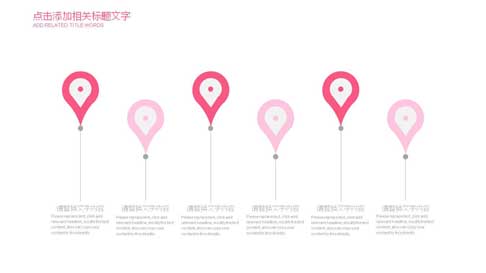 点击添加相关标题文字
ADD RELATED TITLE WORDS
请替换文字内容
请替换文字内容
请替换文字内容
请替换文字内容
请替换文字内容
请替换文字内容
Please replace text, click add
relevant headline, modify the text
content, also can copy your
content to this directly.
Please replace text, click add
relevant headline, modify the text
content, also can copy your
content to this directly.
Please replace text, click add
relevant headline, modify the text
content, also can copy your
content to this directly.
Please replace text, click add
relevant headline, modify the text
content, also can copy your
content to this directly.
Please replace text, click add
relevant headline, modify the text
content, also can copy your
content to this directly.
Please replace text, click add
relevant headline, modify the text
content, also can copy your
content to this directly.